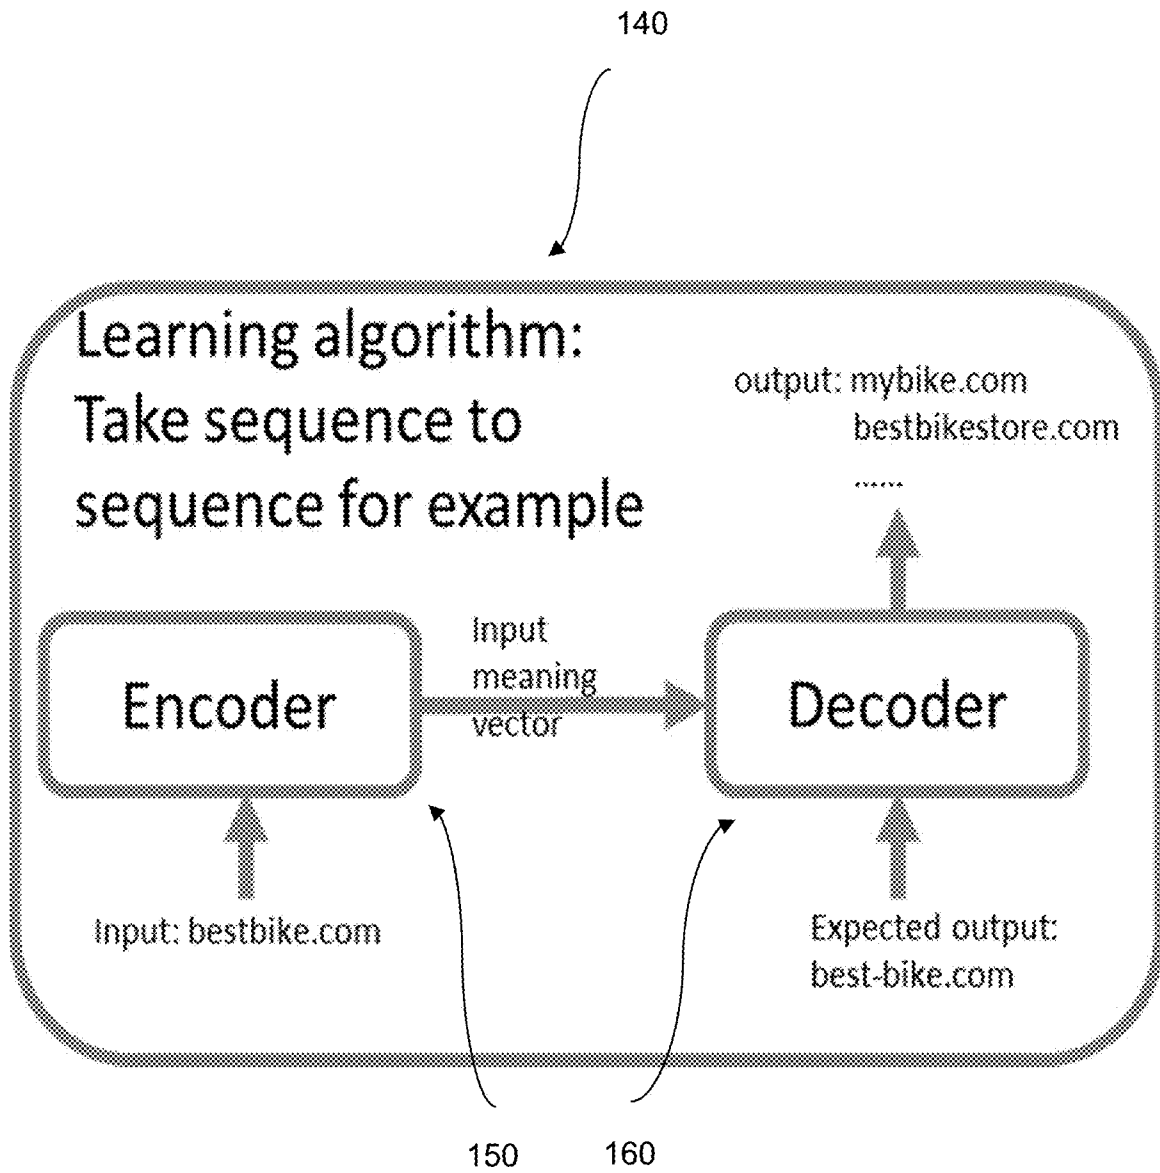 140
Learning algorithm:
Take sequence to
sequence for example
output: mybike.com
bestbikestore.com
......
Input
meaning
vector
Encoder
Decoder
Input: bestbike.com
Expected output:
best-bike.com
150
160